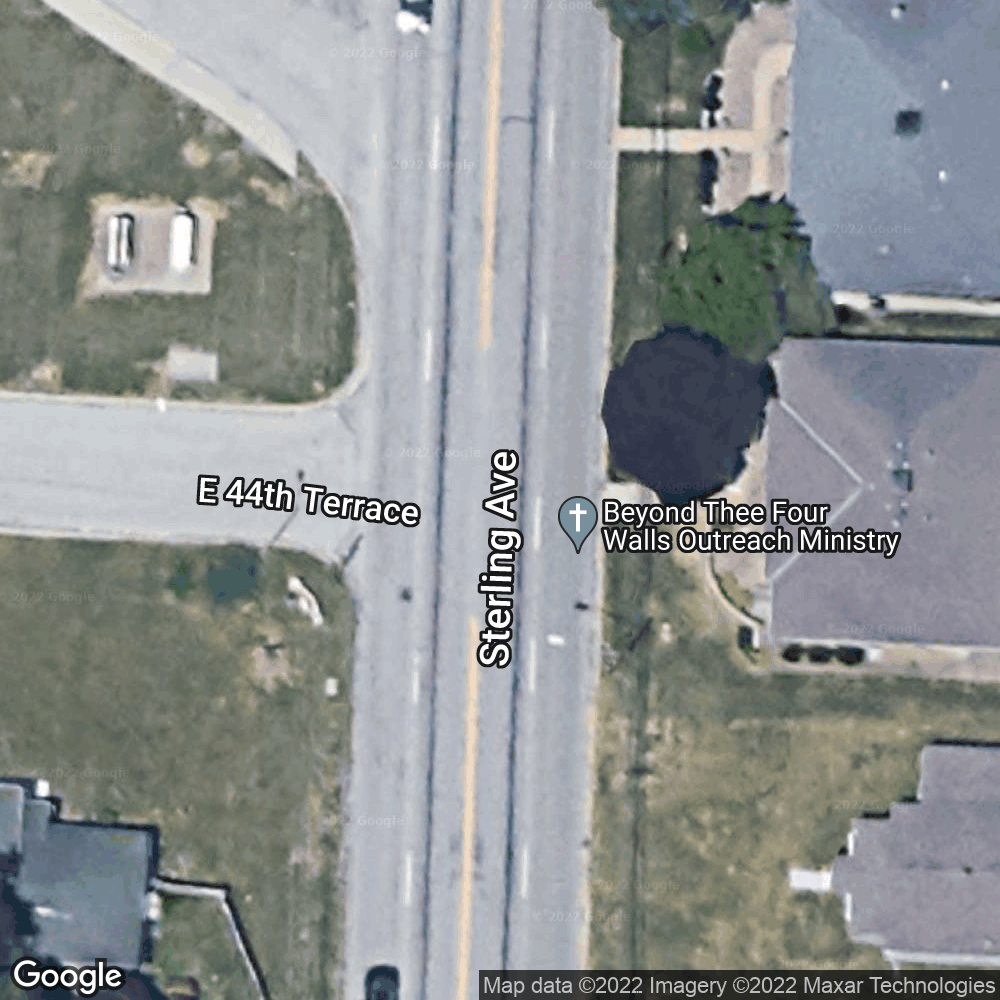 E 44th Terrace
Sterling Ave
Beyond Thee Four
Walls Outreach Ministry
Google
Map data ©2022 Imagery ©2022 Maxar Technologies